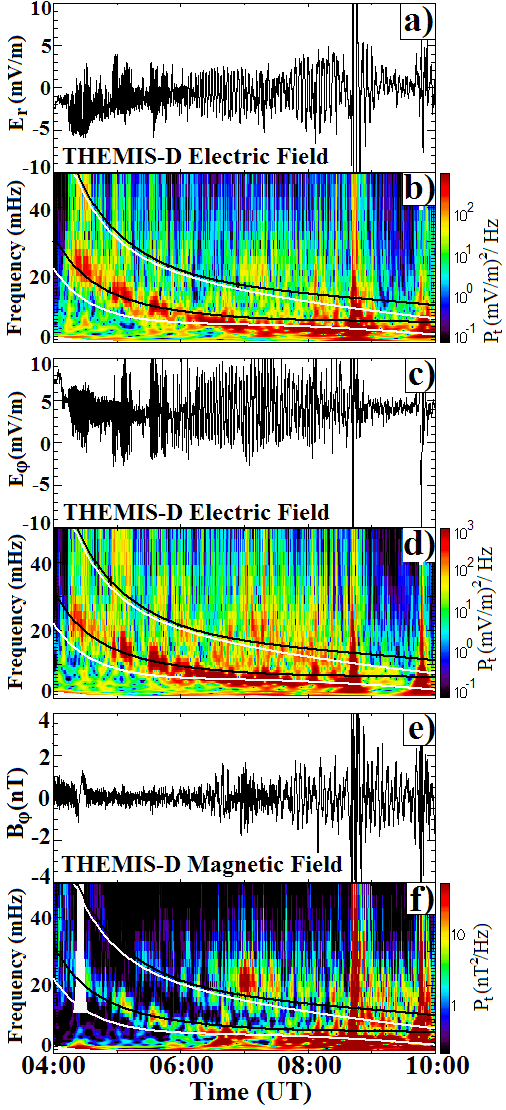 a)
10
5
0
-5
-10
Er (mV/m)
THEMIS-D Electric Field
b)
40
20
0
Frequency (mHz)
10²
10¹
10⁰
10⁻¹
Pt (mV/m)²/ Hz
c)
10
5
0
-5
-10
Eφ(mV/m)
THEMIS-D Electric Field
d)
40
20
0
Frequency (mHz)
10³
10²
10¹
10⁰
10⁻¹
Pt (mV/m)²/ Hz
e)
4
2
0
-2
-4
Bφ(nT)
THEMIS-D Magnetic Field
f)
40
20
0
Frequency (mHz)
10
1
Pt (nT²/Hz)
04:00 06:00 08:00 10:00
Time (UT)